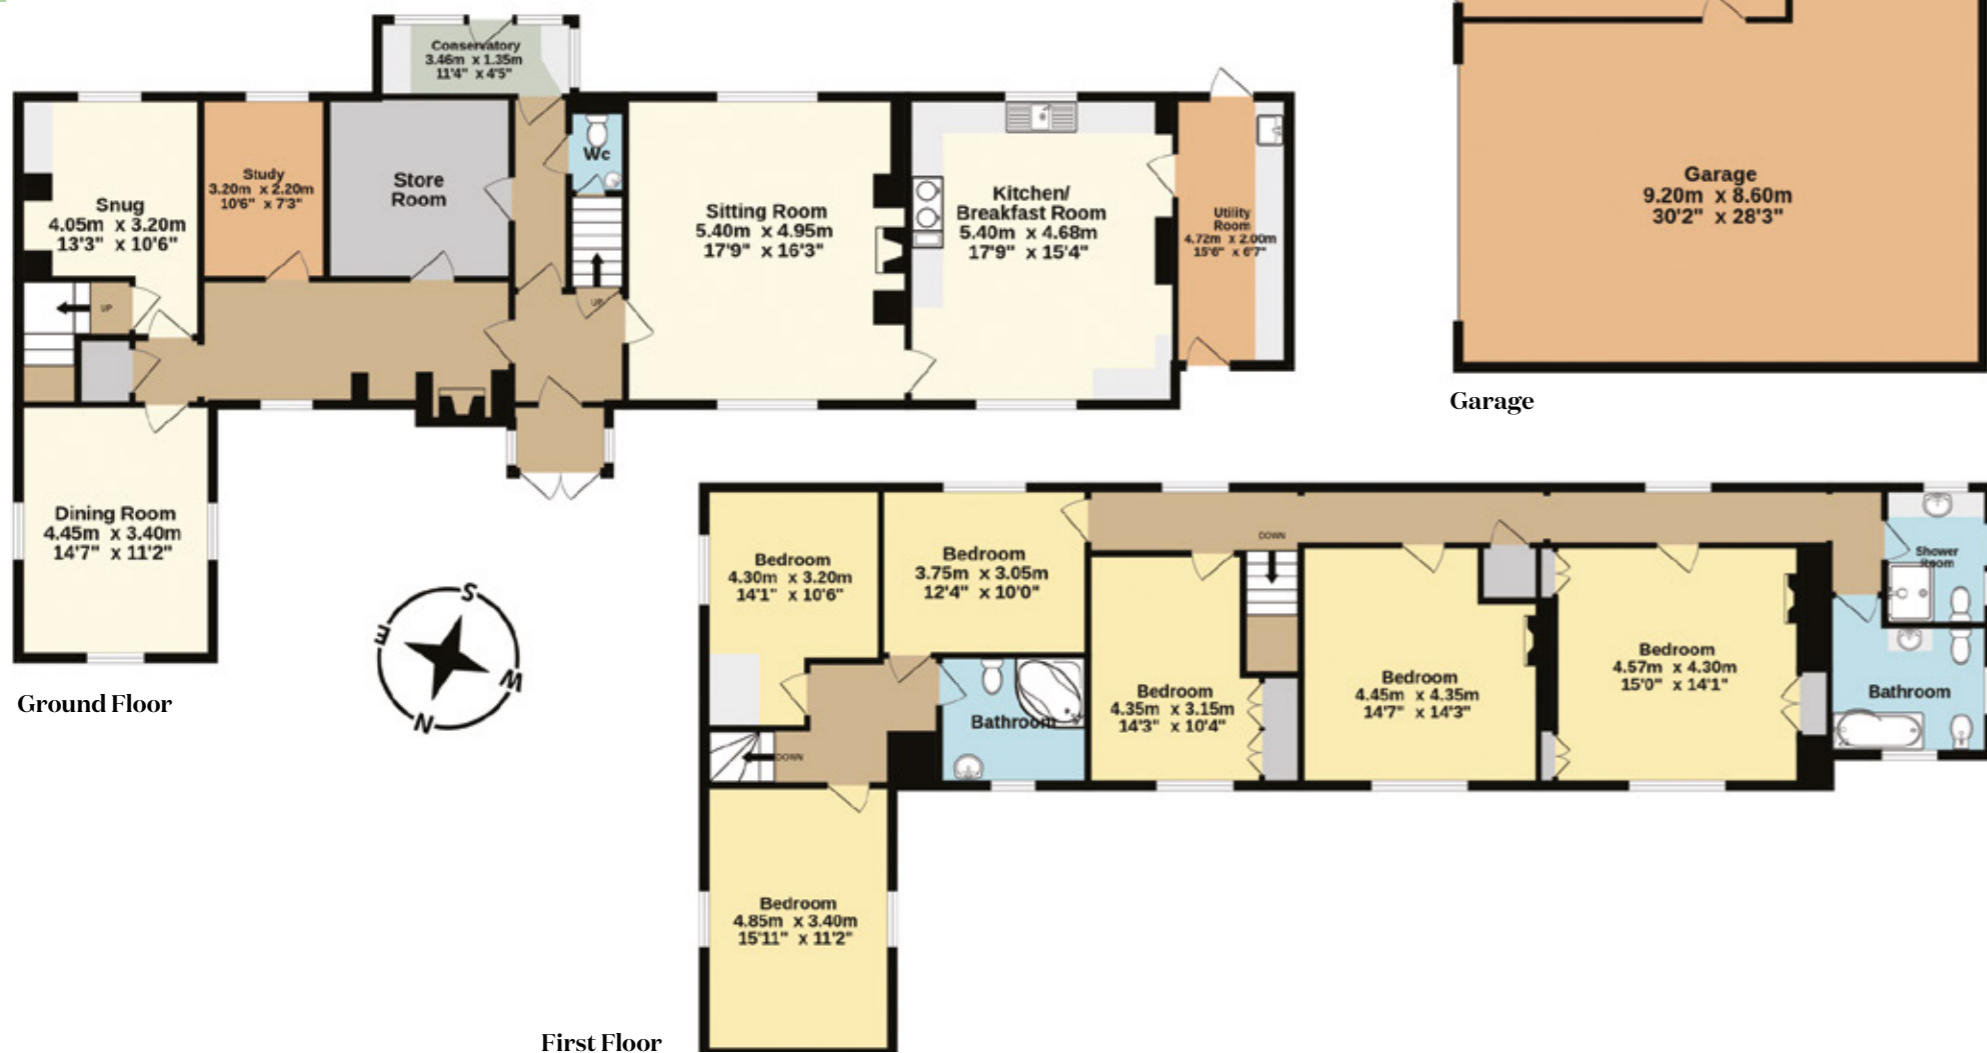 Conservatory
3.46m x 1.35m
11'4" x 4'5"
Snug
4.05m x 3.20m
13'3" x 10'6"
Study
3.20m x 2.20m
10'6" x 7'3"
Store
Room
Wc
Sitting Room
5.40m x 4.95m
17'9" x 16'3"
Kitchen/
Breakfast Room
5.40m x 4.68m
17'9" x 15'4"
Utility
Room
4.72m x 2.00m
15'6" x 6'7"
UP
UP
Dining Room
4.45m x 3.40m
14'7" x 11'2"
Ground Floor
Garage
9.20m x 8.60m
30'2" x 28'3"
Garage
S
E
W
N
Bedroom
4.30m x 3.20m
14'1" x 10'6"
Bedroom
3.75m x 3.05m
12'4" x 10'0"
DOWN
Bathroom
Bedroom
4.35m x 3.15m
14'3" x 10'4"
DOWN
Bedroom
4.45m x 4.35m
14'7" x 14'3"
Bedroom
4.57m x 4.30m
15'0" x 14'1"
Shower
Room
Bathroom
Bedroom
4.85m x 3.40m
15'11" x 11'2"
First Floor